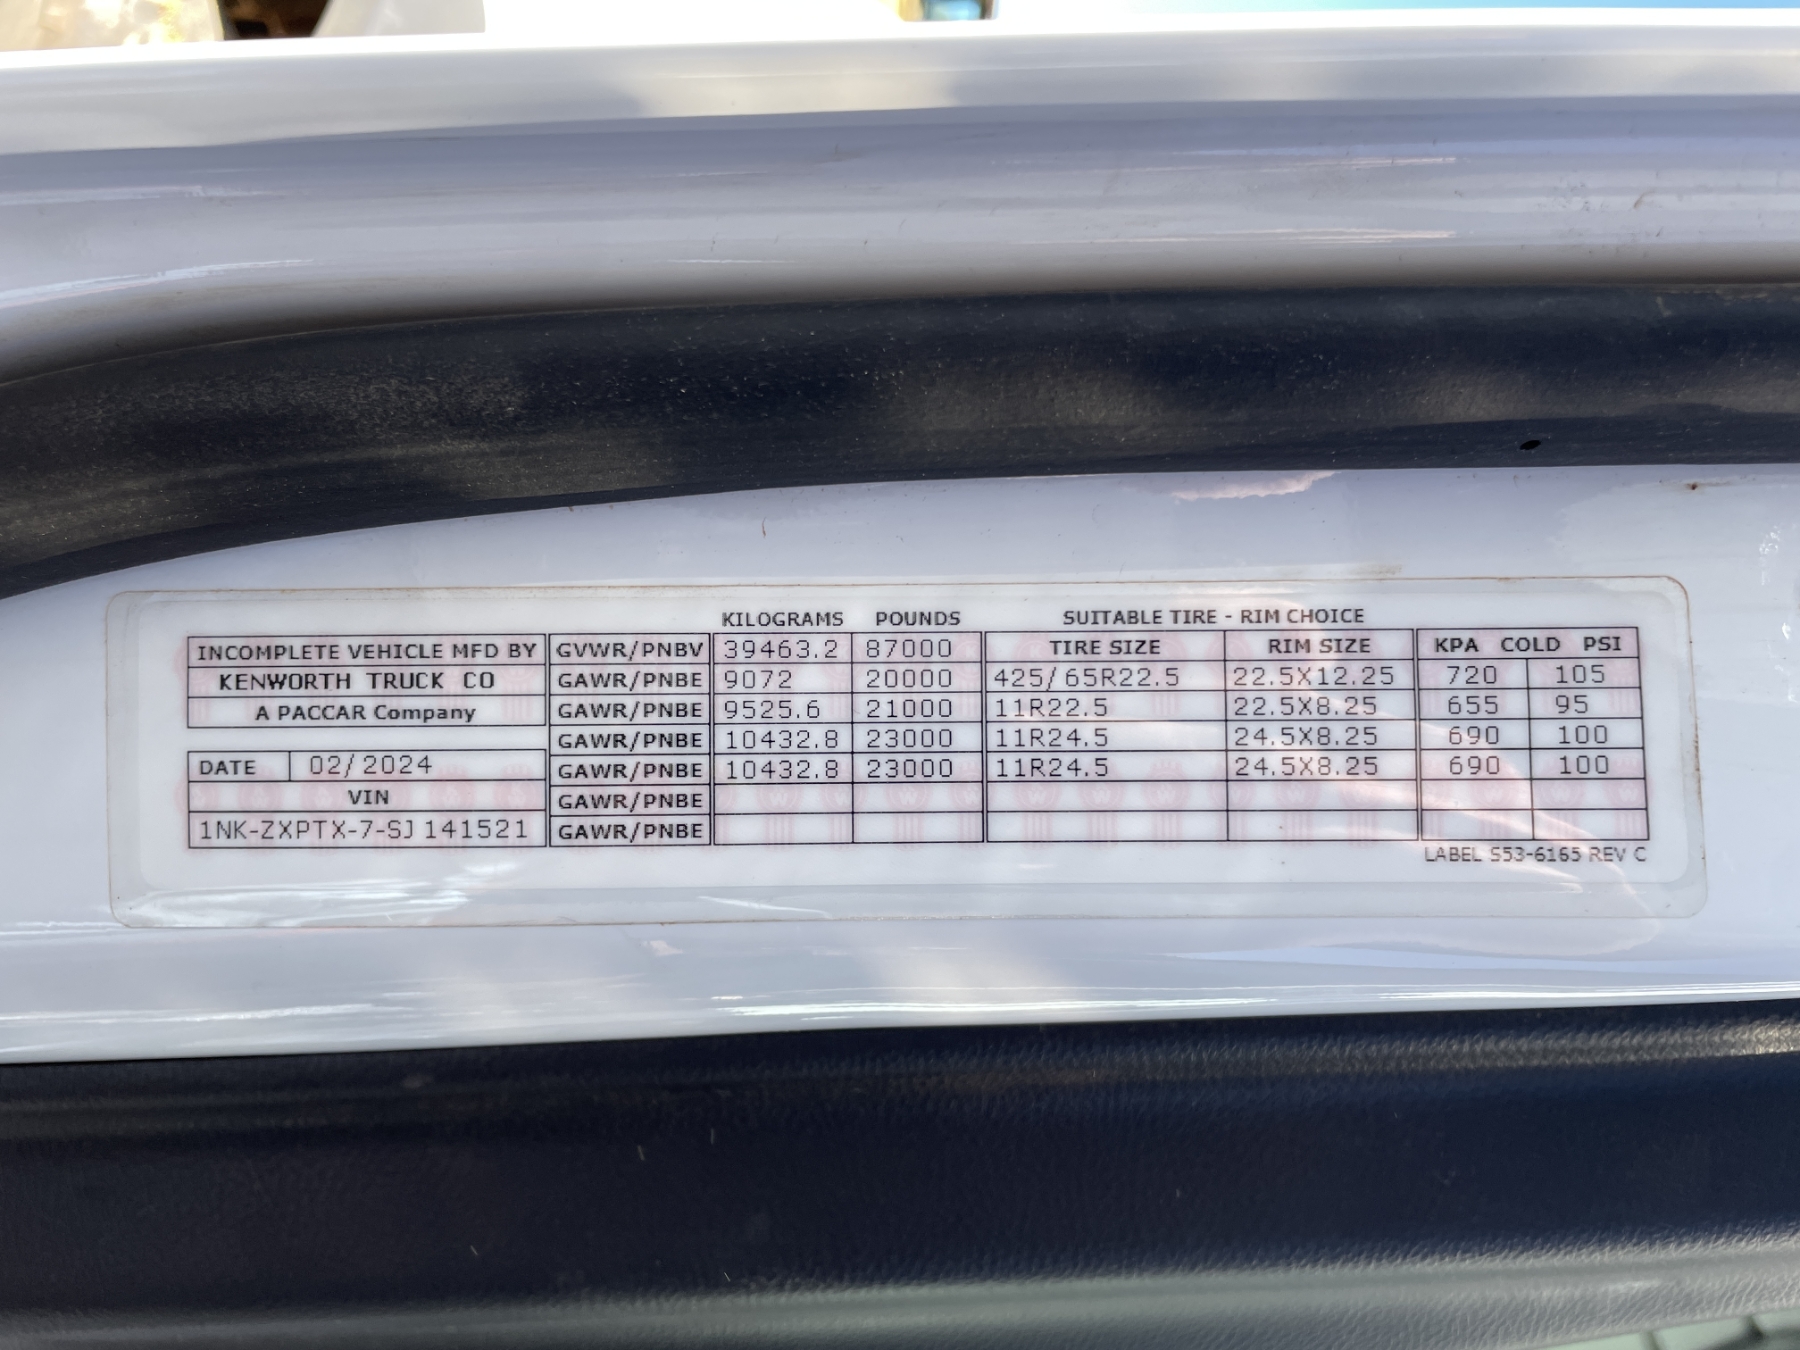 KILOGRAMS POUNDS SUITABLE TIRE - RIM CHOICE
INCOMPLETE VEHICLE MFD BY GVWR/PNBV 39463.2 87000 TIRE SIZE RIM SIZE KPA COLD PSI
KENWORTH TRUCK CO GAWR/PNBE 9072 20000 425/65R22.5 22.5X12.25 720 105
A PACCAR Company GAWR/PNBE 9525.6 21000 11R22.5 22.5X8.25 655 95
GAWR/PNBE 10432.8 23000 11R24.5 24.5X8.25 690 100
DATE 02/2024 GAWR/PNBE 10432.8 23000 11R24.5 24.5X8.25 690 100
VIN GAWR/PNBE
1NK-ZXPTX-7-SJ141521 GAWR/PNBE
LABEL S53-6165 REV C